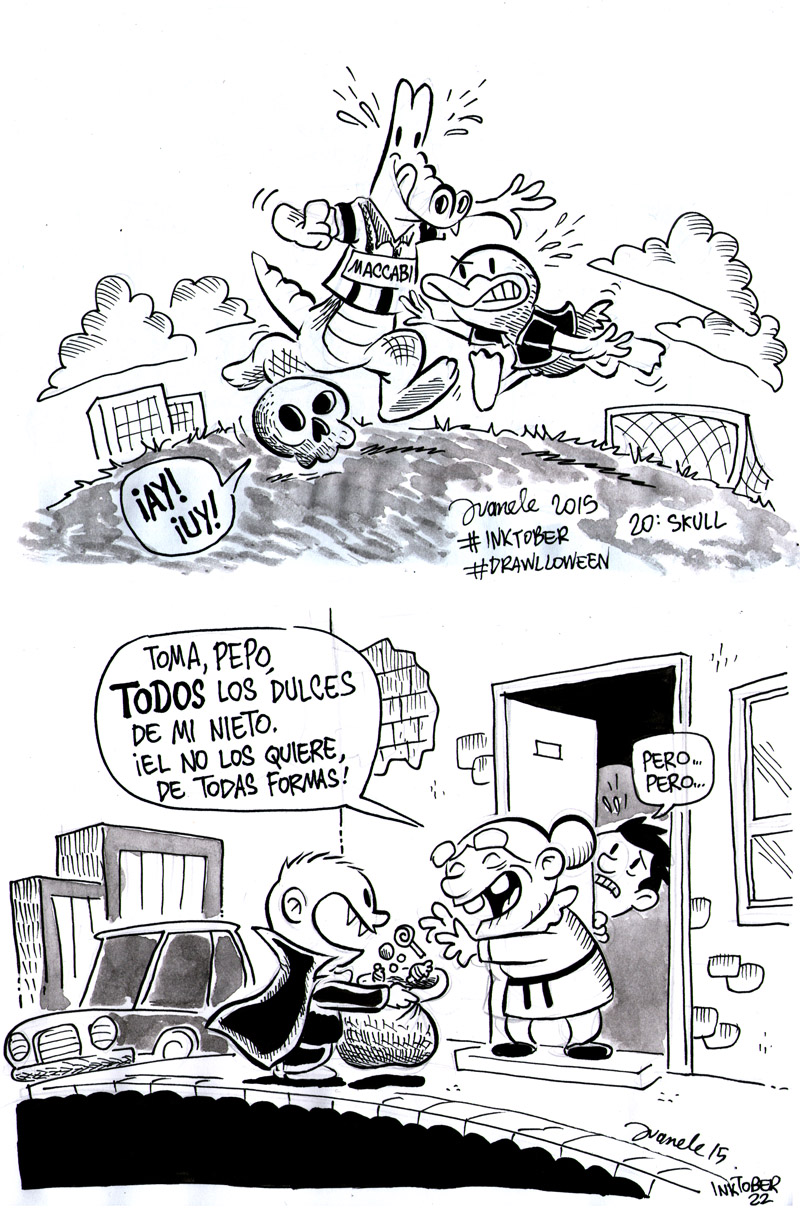 MACCABI
¡AY!
¡UY!
Juanele 2015
#INKTOBER
#DRAWLLOWEEN
20: SKULL
TOMA, PEPO,
TODOS LOS DULCES
DE MI NIETO.
¡EL NO LOS QUIERE,
DE TODAS FORMAS!
PERO...
PERO...
Juanele 15.
INKTOBER
22